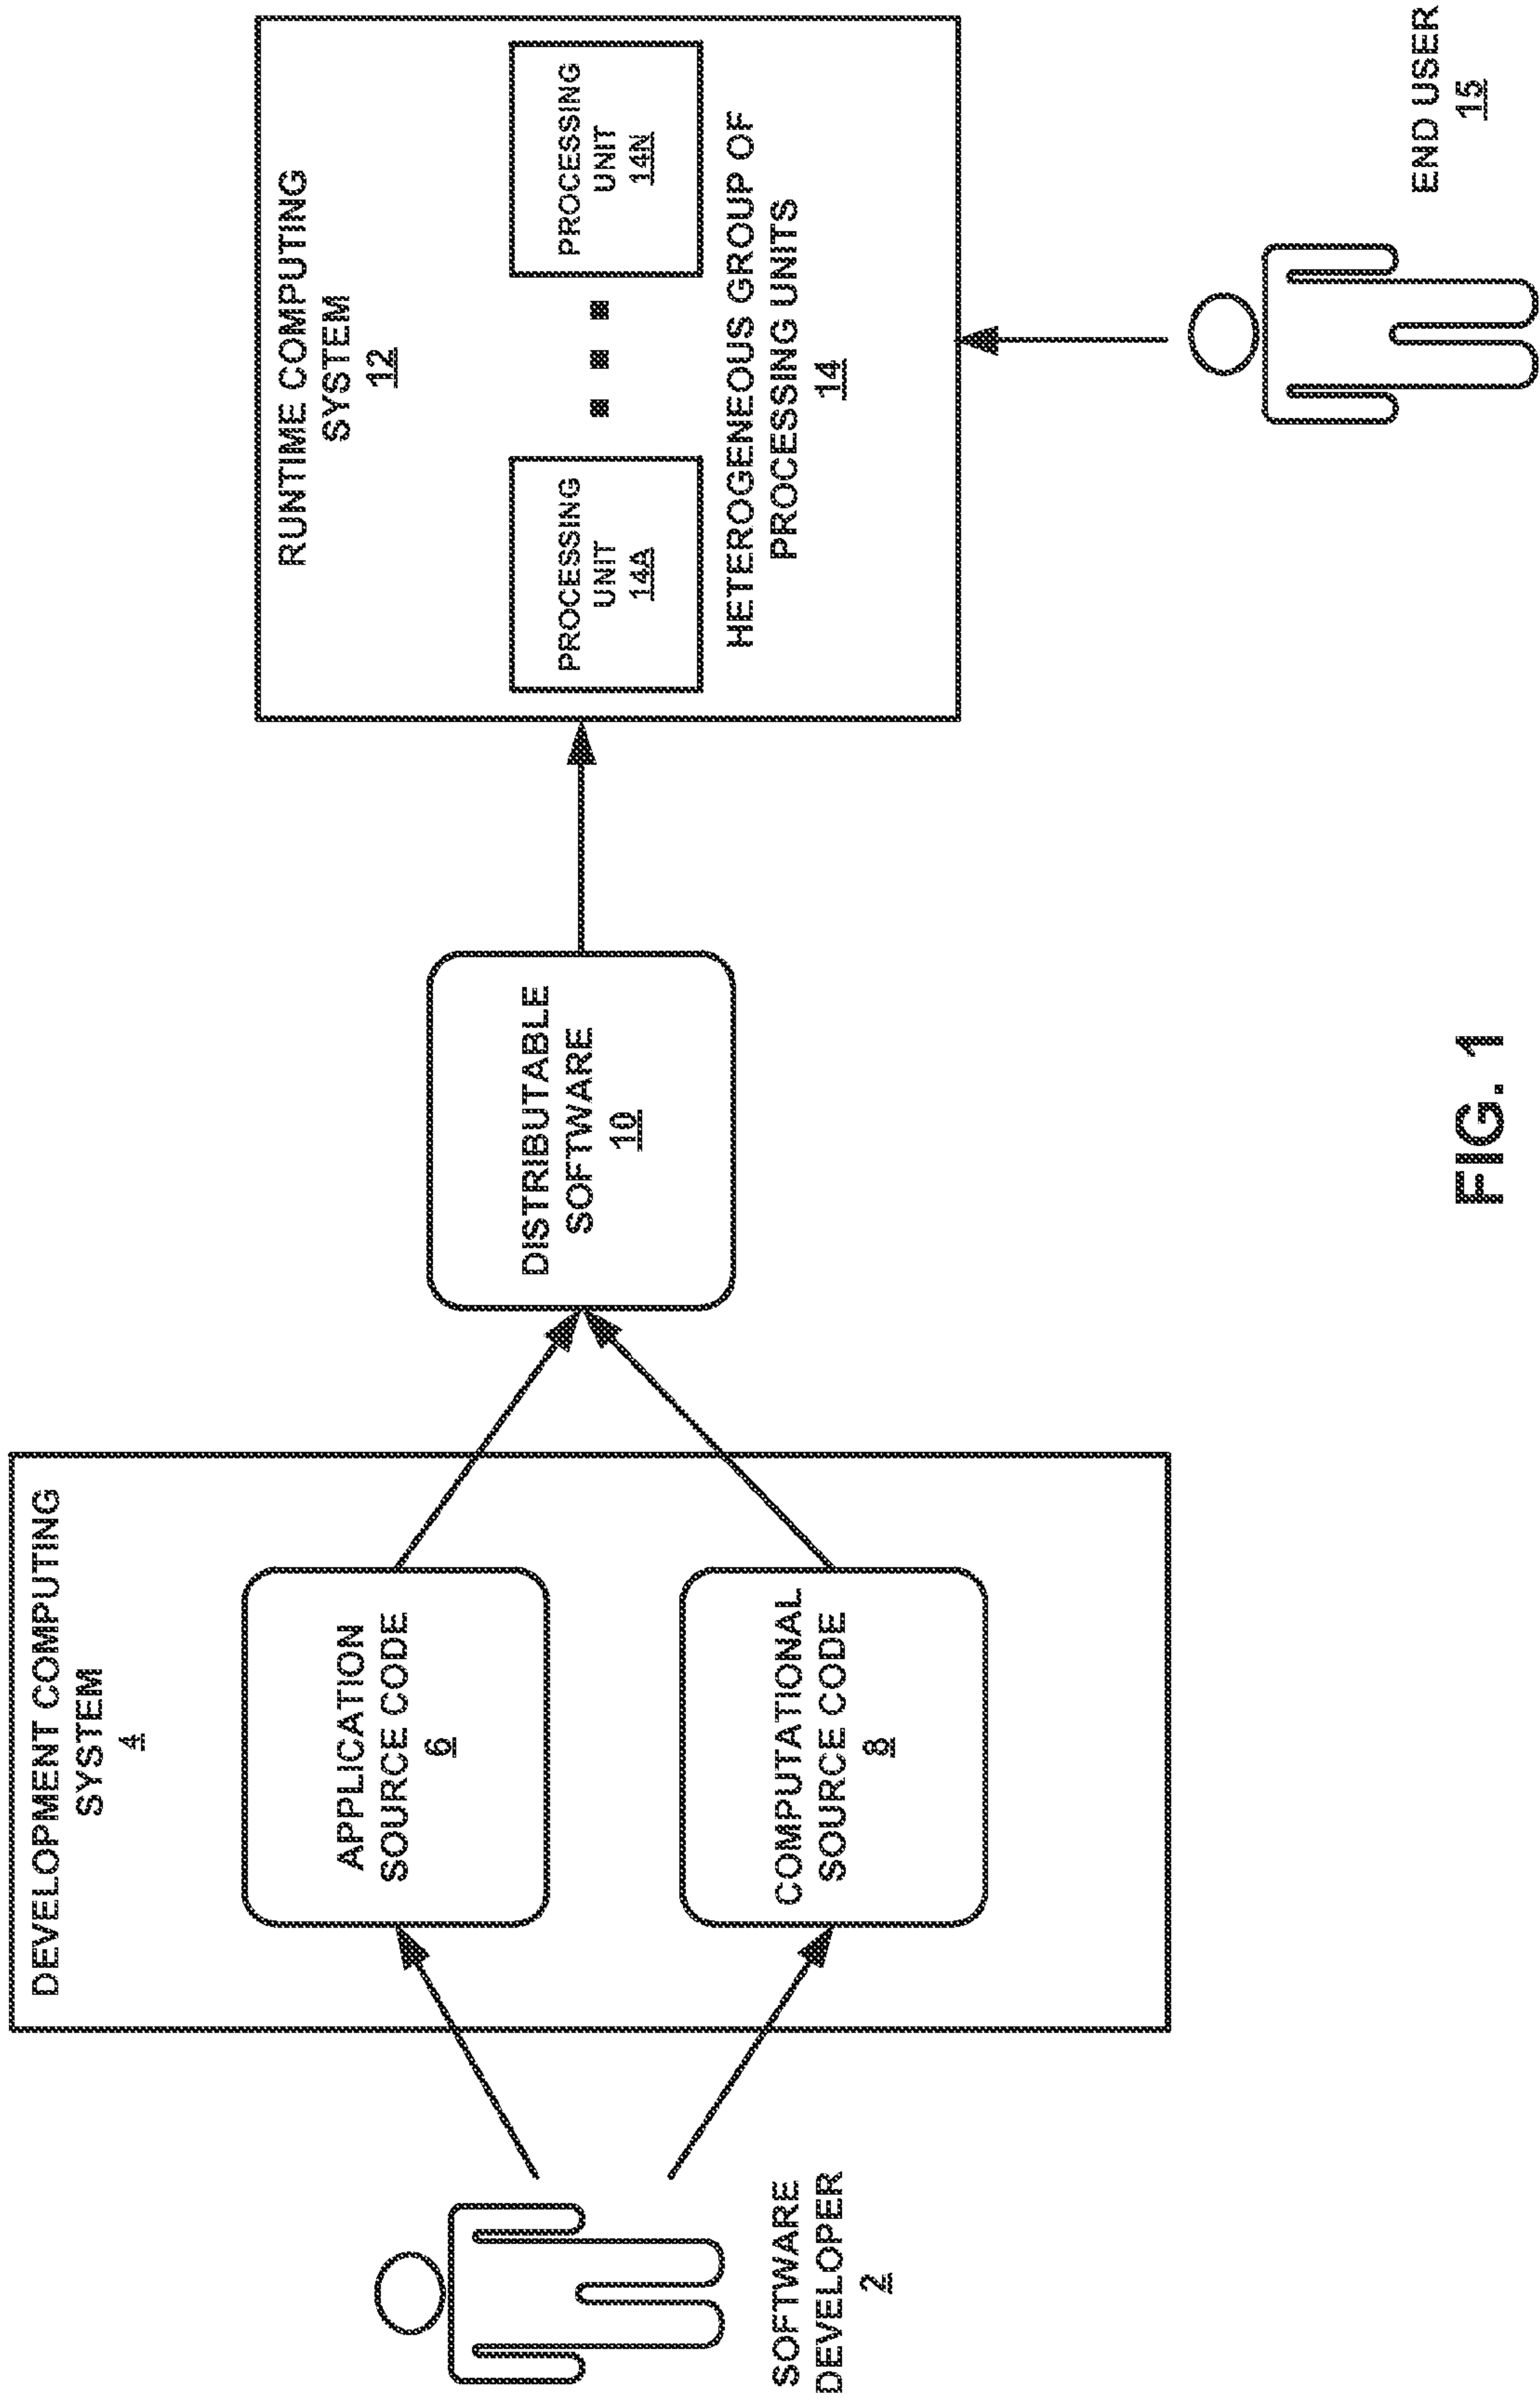 DEVELOPMENT COMPUTING
SYSTEM
4
APPLICATION
SOURCE CODE
6
COMPUTATIONAL
SOURCE CODE
8
SOFTWARE
DEVELOPER
2
DISTRIBUTABLE
SOFTWARE
10
RUNTIME COMPUTING
SYSTEM
12
PROCESSING
UNIT
14A
PROCESSING
UNIT
14N
HETEROGENEOUS GROUP OF
PROCESSING UNITS
14
END USER
15
FIG. 1